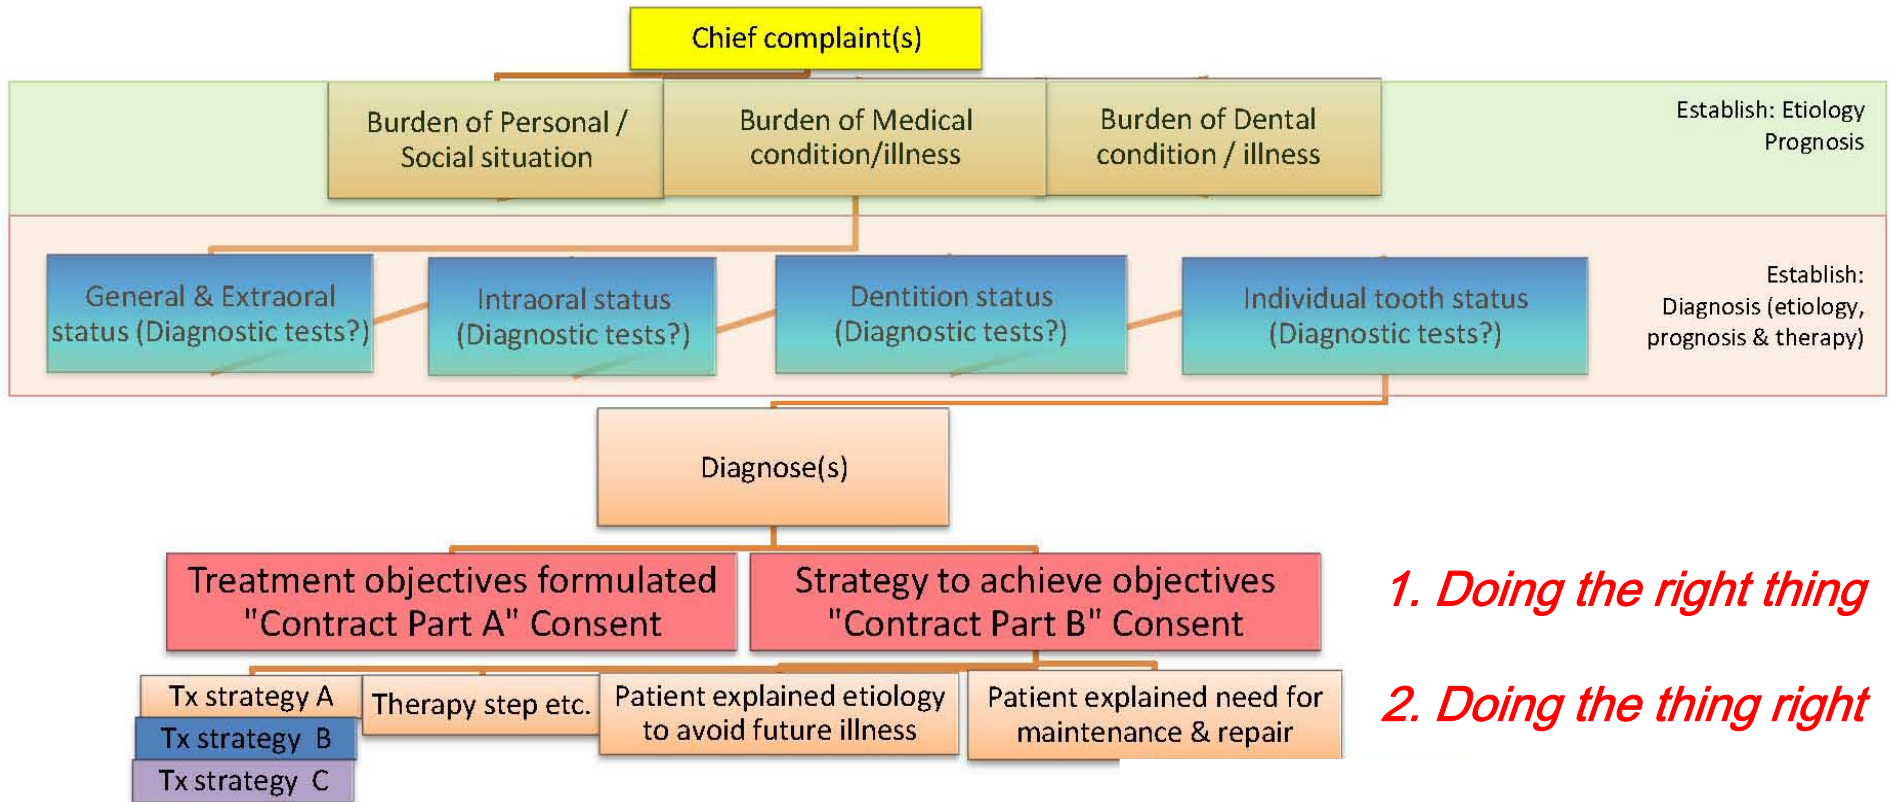 Chief complaint(s)
Burden of Personal /
Social situation
Burden of Medical
condition/illness
Burden of Dental
condition / illness
Establish: Etiology
Prognosis
General & Extraoral
status (Diagnostic tests?)
Intraoral status
(Diagnostic tests?)
Dentition status
(Diagnostic tests?)
Individual tooth status
(Diagnostic tests?)
Establish:
Diagnosis (etiology,
prognosis & therapy)
Diagnose(s)
Treatment objectives formulated
"Contract Part A" Consent
Strategy to achieve objectives
"Contract Part B" Consent
1. Doing the right thing
Tx strategy A
Tx strategy B
Tx strategy C
Therapy step etc.
Patient explained etiology
to avoid future illness
Patient explained need for
maintenance & repair
2. Doing the thing right